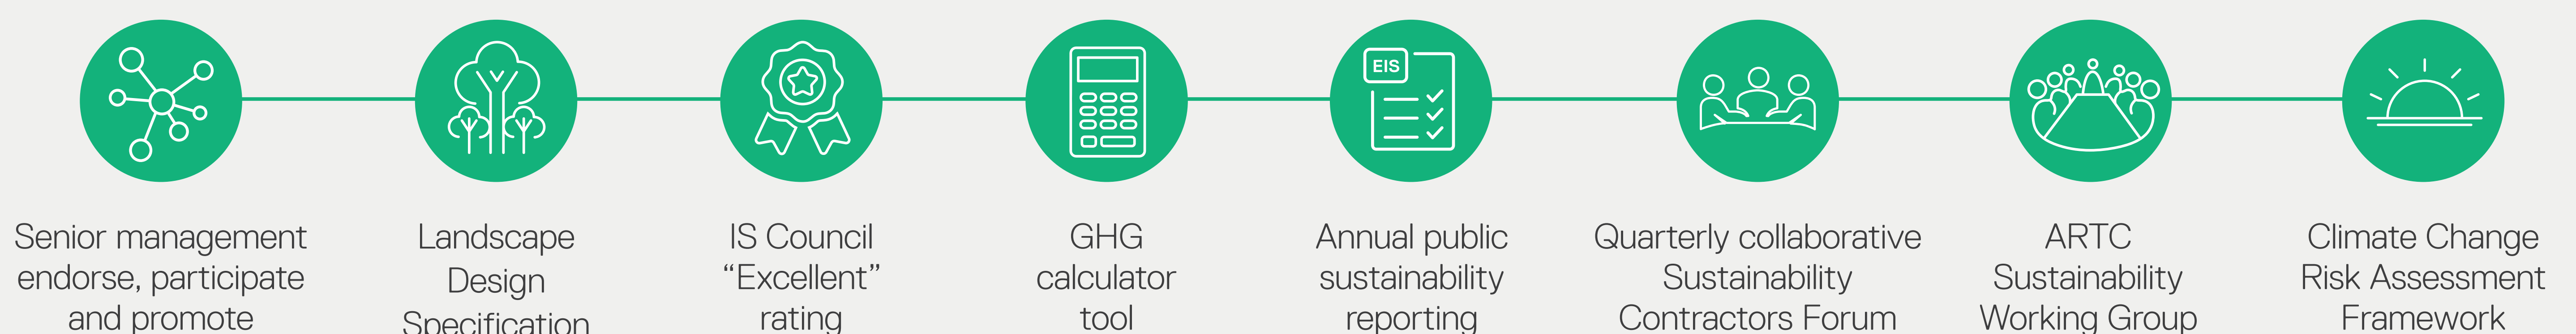 EIS
Senior management
endorse, participate
and promote
Landscape
Design
Specification
IS Council
“Excellent”
rating
GHG
calculator
tool
Annual public
sustainability
reporting
Quarterly collaborative
Sustainability
Contractors Forum
ARTC
Sustainability
Working Group
Climate Change
Risk Assessment
Framework